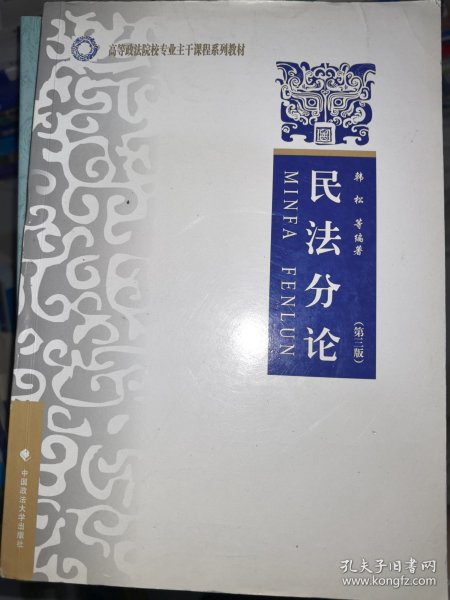 高等政法院校专业主干课程系列教材
韩松 等编著
民法分论
MINFA FENLUN
（第三版）
中国政法大学出版社
孔夫子旧书网
www.kongfz.com